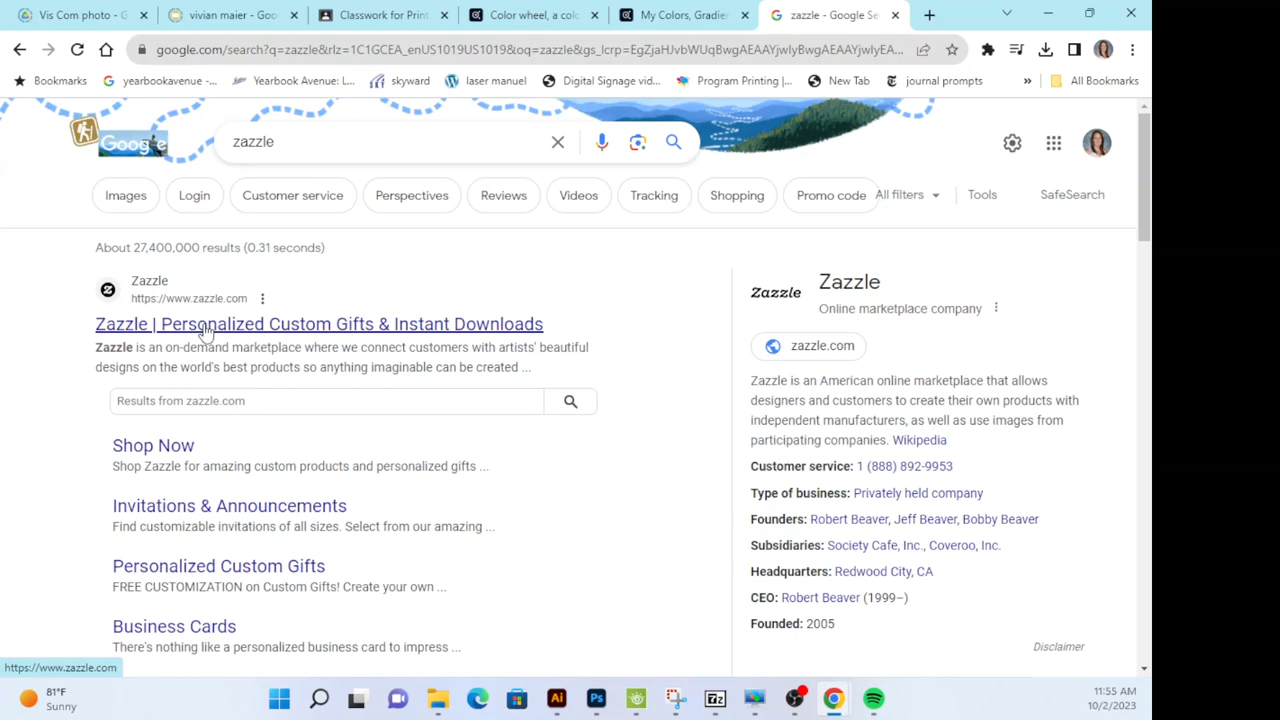 Vis Com photo - G
vivian maier - Goo
Classwork for Print
Color wheel, a colo
My Colors, Gradien
zazzle - Google Se
google.com/search?q=zazzle&rlz=1C1GCEA_enUS1019US1019&oq=zazzle&gs_lcrp=EgZjaHJvbWUqBwgAEAAYjwIyBwgAEAAYjwIyBwgAEAAYjwIyBwgBEAAYjwIyBwgCEA...
Bookmarks
yearbookavenue -...
Yearbook Avenue: L...
skyward
laser manuel
Digital Signage vid...
Program Printing |...
New Tab
journal prompts
»
All Bookmarks
Google
zazzle
Images
Login
Customer service
Perspectives
Reviews
Videos
Tracking
Shopping
Promo code
All filters
Tools
SafeSearch
About 27,400,000 results (0.31 seconds)
Zazzle
https://www.zazzle.com
Zazzle | Personalized Custom Gifts & Instant Downloads
Zazzle is an on-demand marketplace where we connect customers with artists' beautiful
designs on the world's best products so anything imaginable can be created ...
Results from zazzle.com
Shop Now
Shop Zazzle for amazing custom products and personalized gifts ...
Invitations & Announcements
Find customizable invitations of all sizes. Select from our amazing ...
Personalized Custom Gifts
FREE CUSTOMIZATION on Custom Gifts! Create your own ...
Business Cards
There's nothing like a personalized business card to impress ...
Zazzle
Zazzle
Online marketplace company
zazzle.com
Zazzle is an American online marketplace that allows
designers and customers to create their own products with
independent manufacturers, as well as use images from
participating companies. Wikipedia
Customer service: 1 (888) 892-9953
Type of business: Privately held company
Founders: Robert Beaver, Jeff Beaver, Bobby Beaver
Subsidiaries: Society Cafe, Inc., Coveroo, Inc.
Headquarters: Redwood City, CA
CEO: Robert Beaver (1999–)
Founded: 2005
Disclaimer
https://www.zazzle.com
81°F
Sunny
Ai
Ps
7z
11:55 AM
10/2/2023